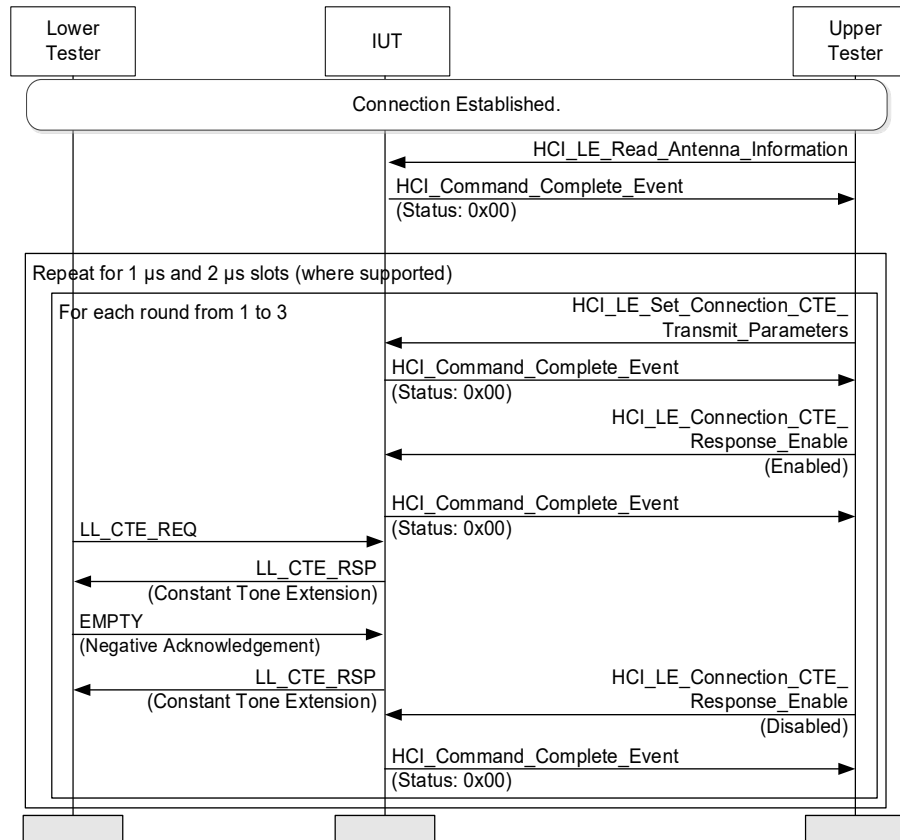 Lower
Tester
IUT
Upper
Tester
Connection Established.
HCI_LE_Read_Antenna_Information
HCI_Command_Complete_Event
(Status: 0x00)
Repeat for 1 µs and 2 µs slots (where supported)
For each round from 1 to 3
HCI_LE_Set_Connection_CTE_
Transmit_Parameters
HCI_Command_Complete_Event
(Status: 0x00)
HCI_LE_Connection_CTE_
Response_Enable
(Enabled)
HCI_Command_Complete_Event
(Status: 0x00)
LL_CTE_REQ
LL_CTE_RSP
(Constant Tone Extension)
EMPTY
(Negative Acknowledgement)
LL_CTE_RSP
(Constant Tone Extension)
HCI_LE_Connection_CTE_
Response_Enable
(Disabled)
HCI_Command_Complete_Event
(Status: 0x00)